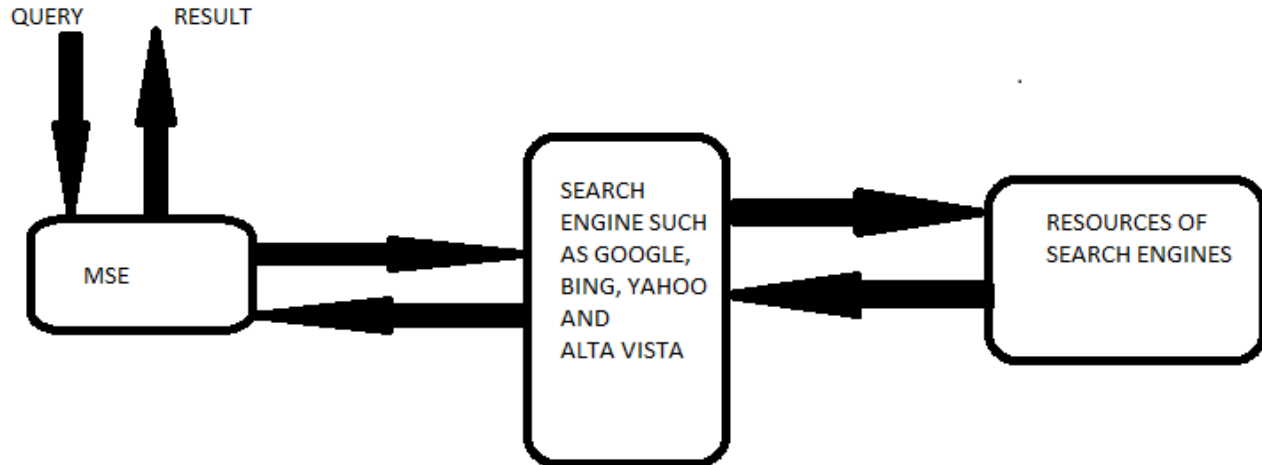 QUERY
RESULT
MSE
SEARCH
ENGINE SUCH
AS GOOGLE,
BING, YAHOO
AND
ALTA VISTA
RESOURCES OF
SEARCH ENGINES